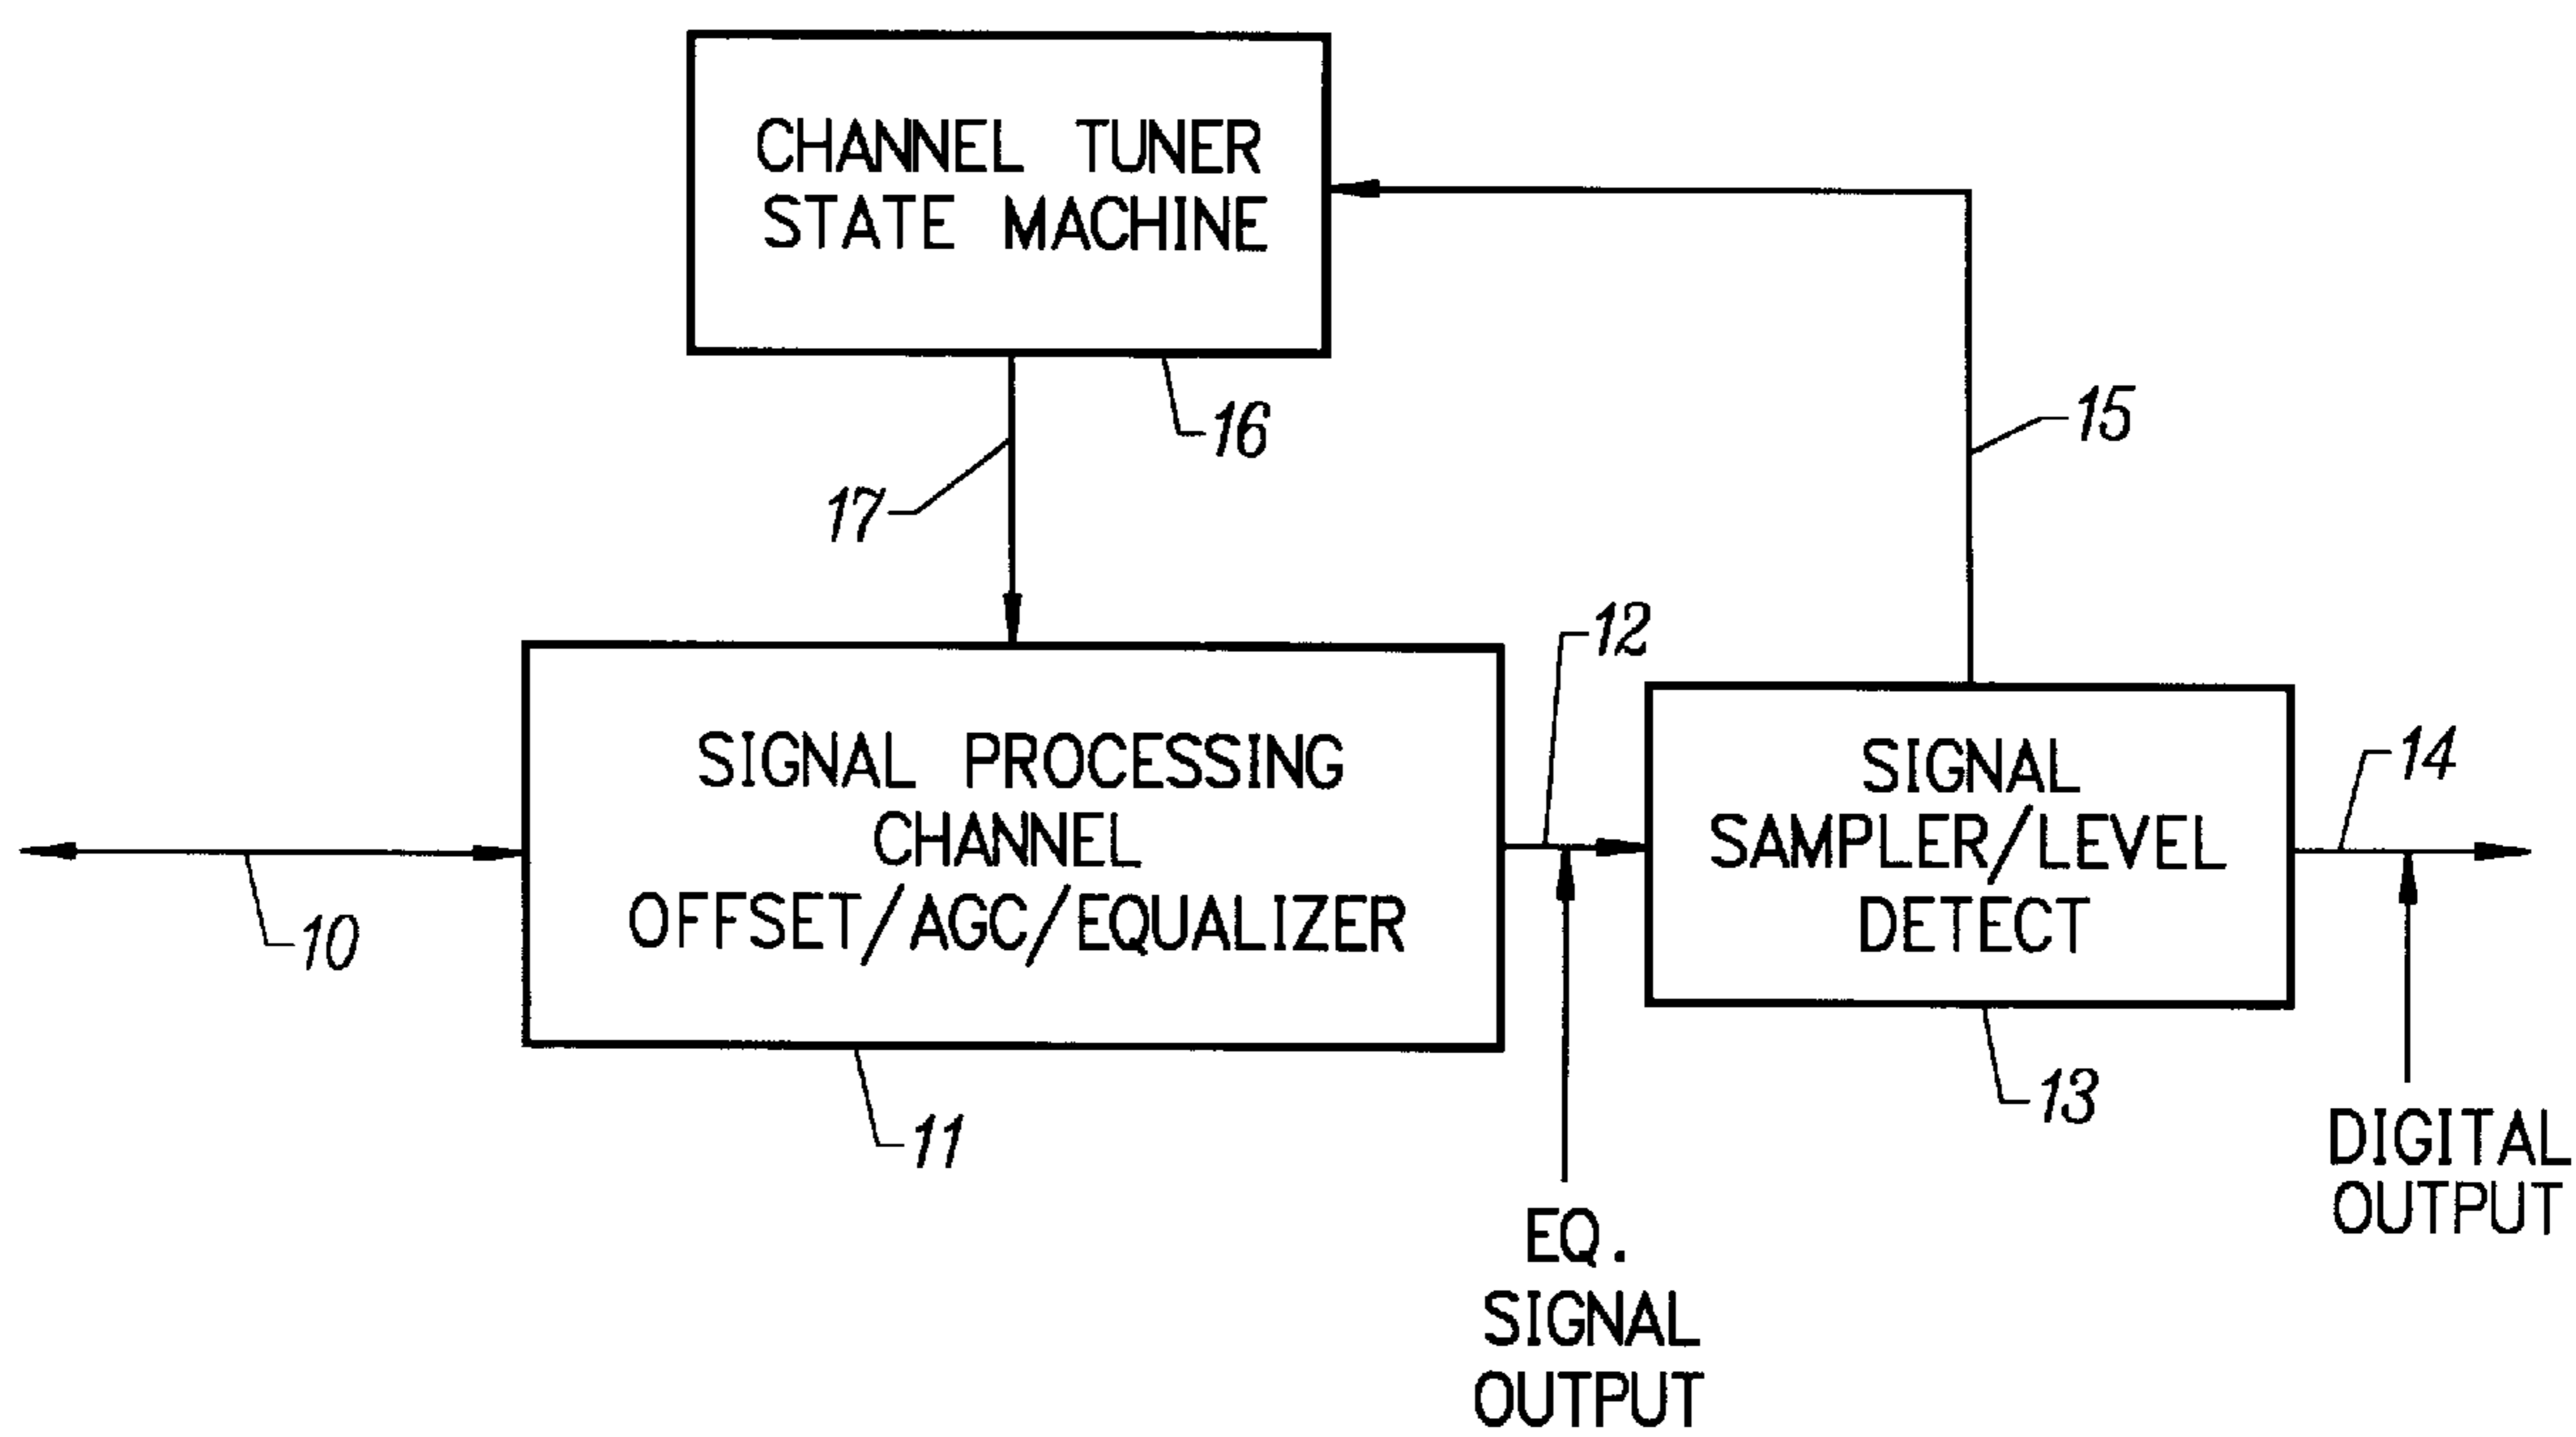 CHANNEL TUNER
STATE MACHINE
16
15
17
12
SIGNAL PROCESSING
CHANNEL
OFFSET/AGC/EQUALIZER
SIGNAL
SAMPLER/LEVEL
DETECT
14
10
11
13
EQ.
SIGNAL
OUTPUT
DIGITAL
OUTPUT